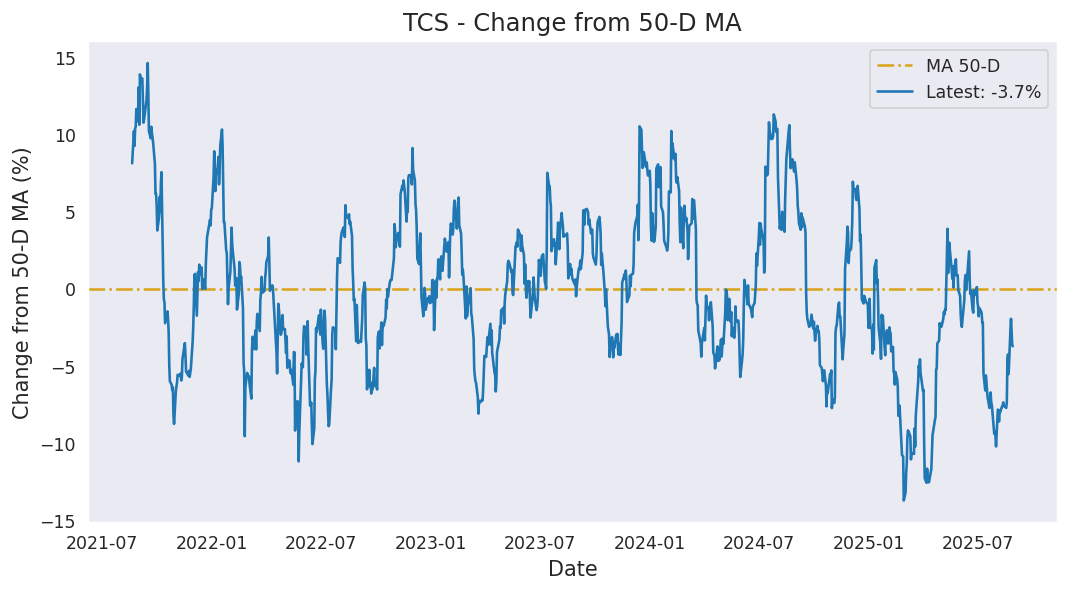 TCS - Change from 50-D MA
MA 50-D
Latest: -3.7%
Change from 50-D MA (%)
15
10
5
0
−5
−10
−15
2021-07 2022-01 2022-07 2023-01 2023-07 2024-01 2024-07 2025-01 2025-07
Date